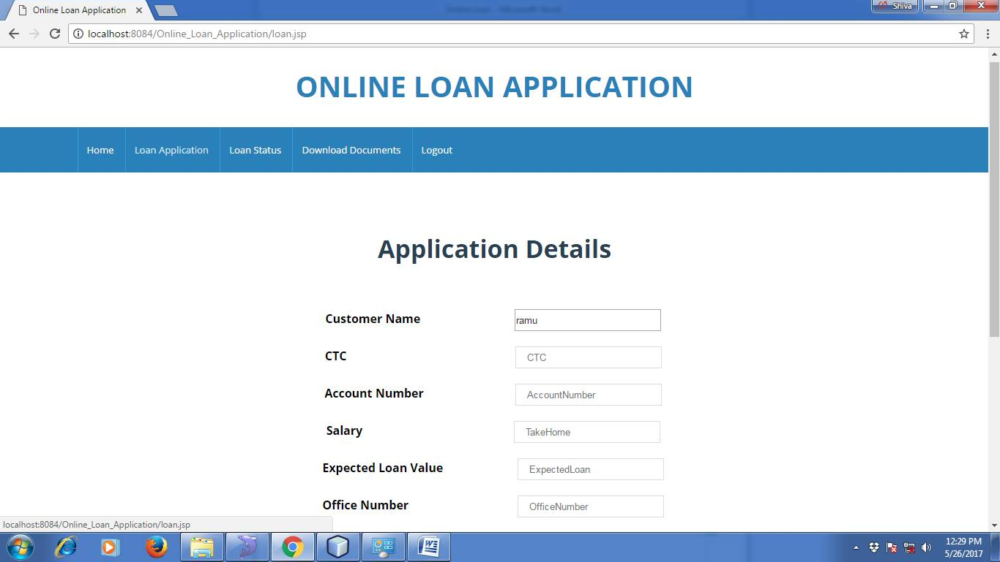 Online Loan Application
Shiva
localhost:8084/Online_Loan_Application/loan.jsp
ONLINE LOAN APPLICATION
Home Loan Application Loan Status Download Documents Logout
Application Details
Customer Name ramu
CTC CTC
Account Number AccountNumber
Salary TakeHome
Expected Loan Value ExpectedLoan
Office Number OfficeNumber
localhost:8084/Online_Loan_Application/loan.jsp
12:29 PM
5/26/2017